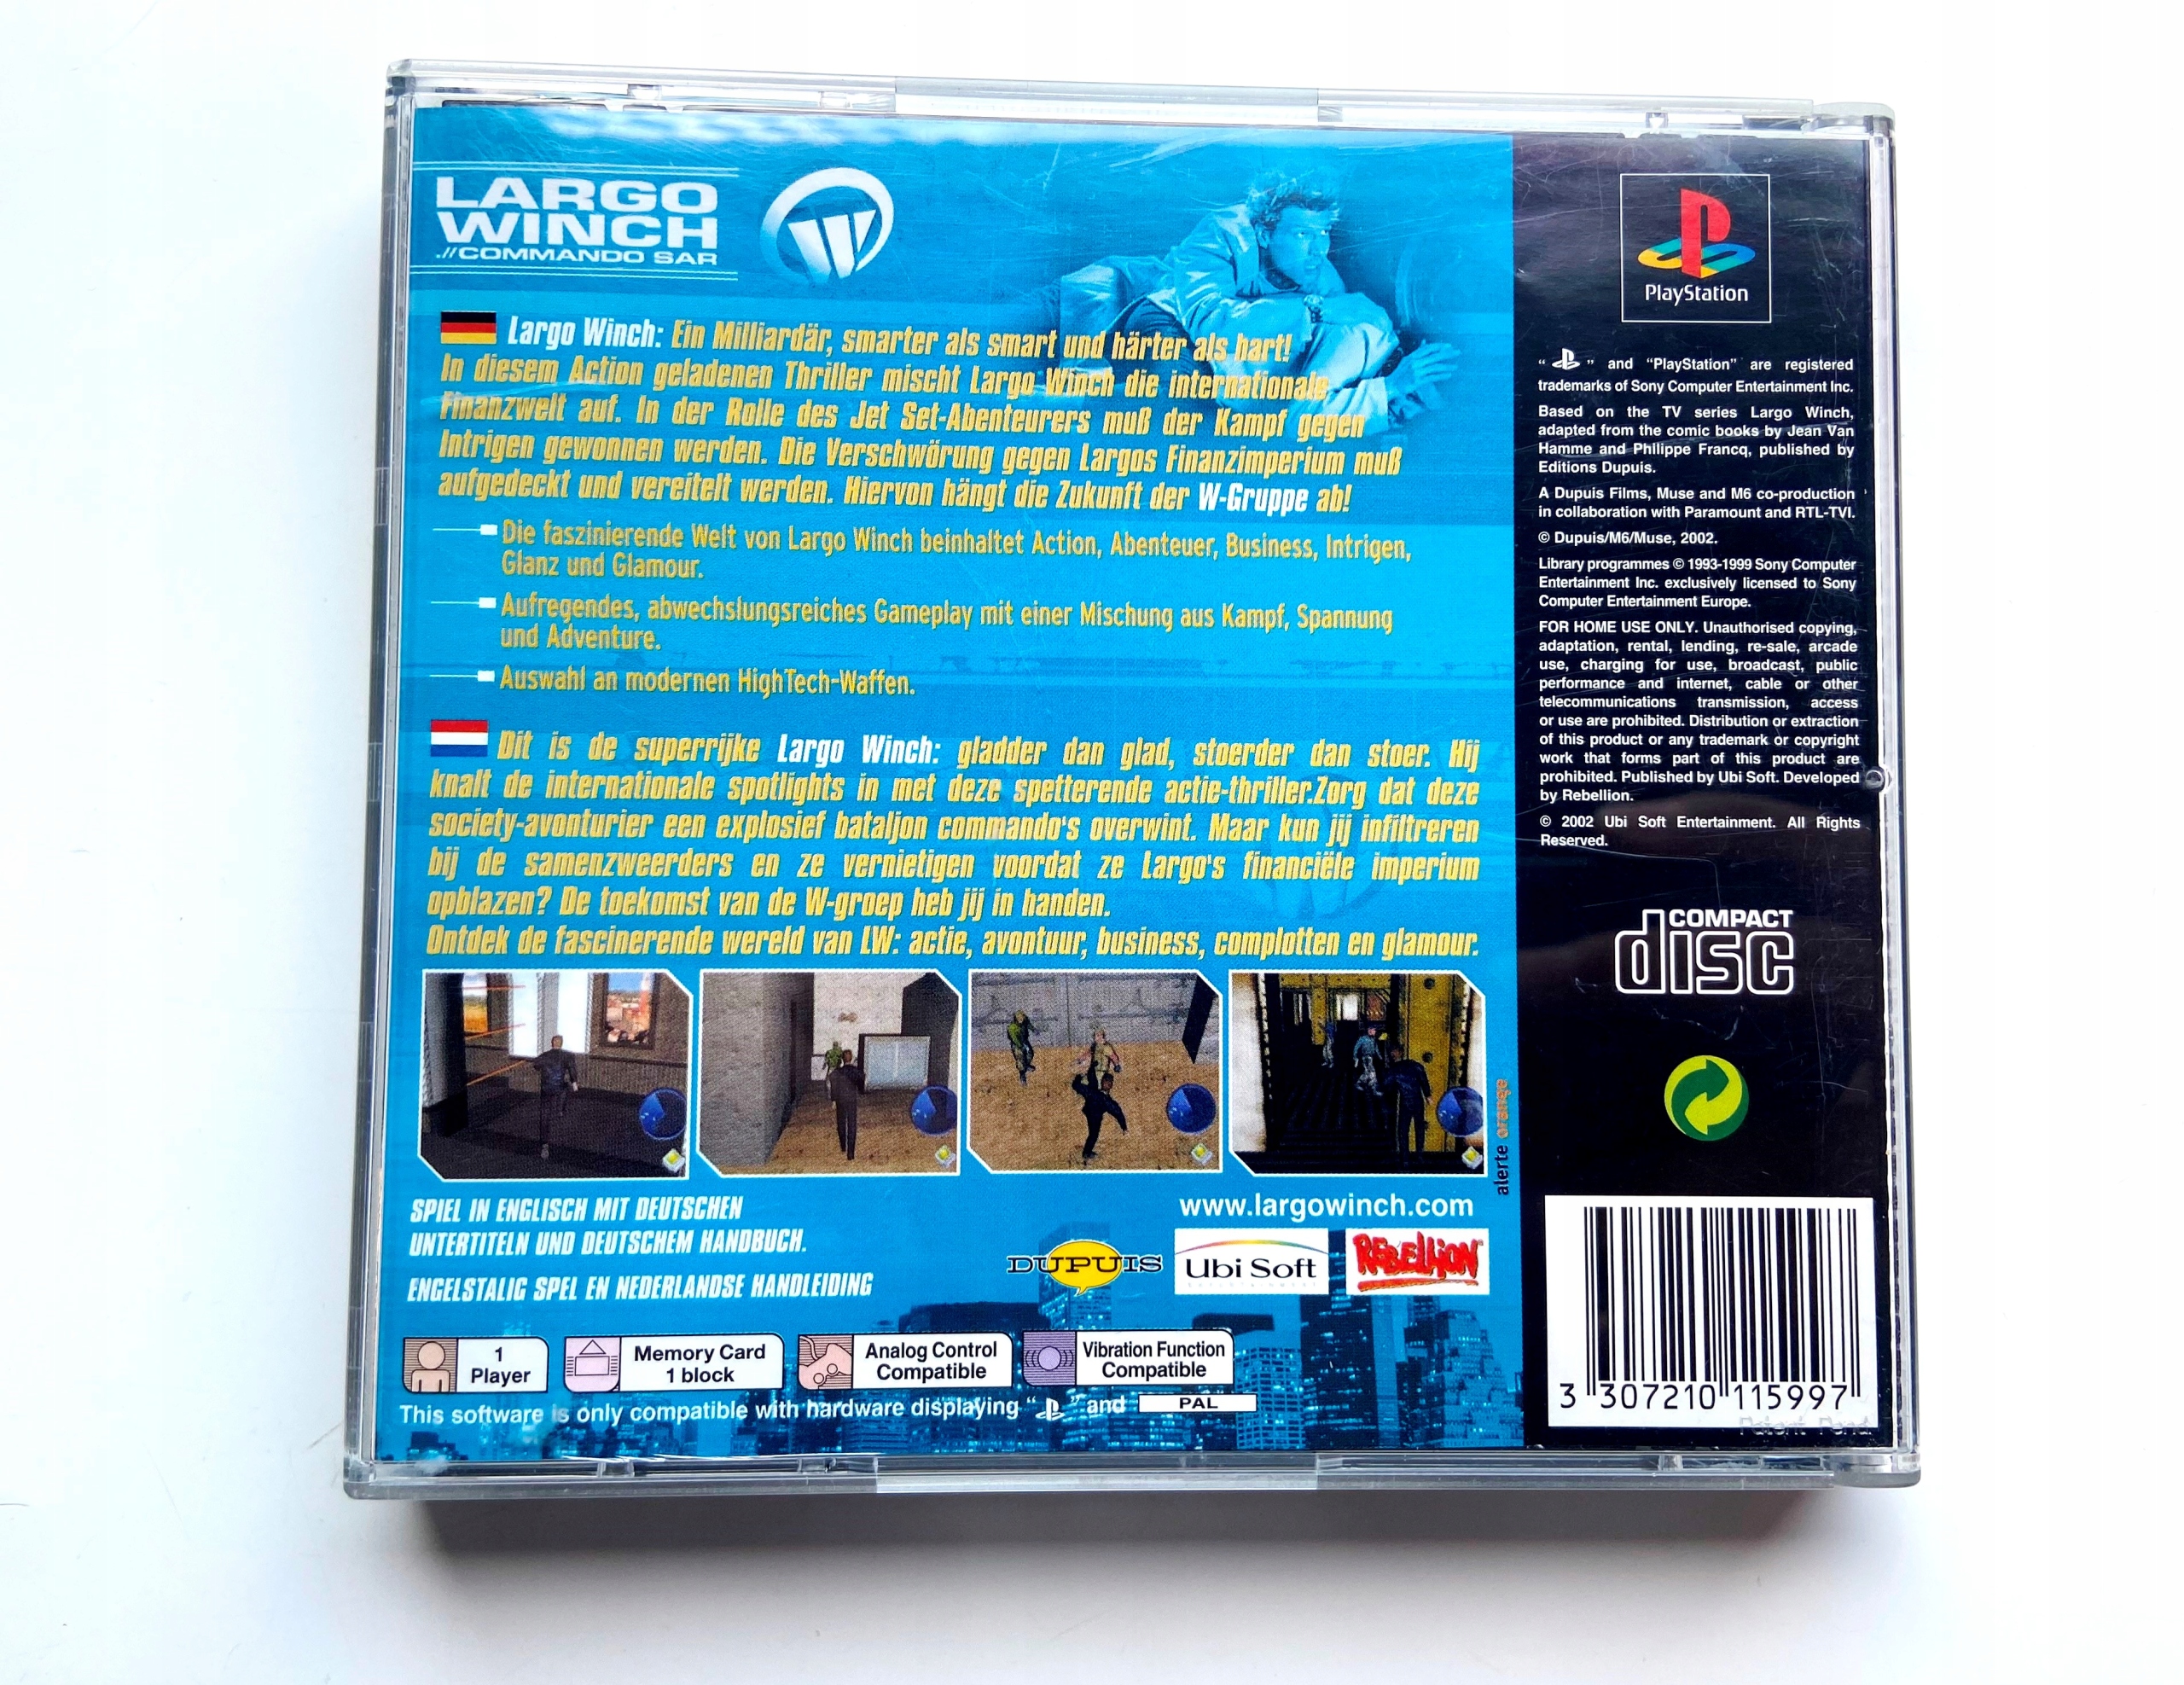 LARGO
WINCH
.//COMMANDO SAR
Largo Winch: Ein Milliardär, smarter als smart und härter als hart!
In diesem Action geladenen Thriller mischt Largo Winch die internationale
Finanzwelt auf. In der Rolle des Jet Set-Abenteurers muß der Kampf gegen
Intrigen gewonnen werden. Die Verschwörung gegen Largos Finanzimperium muß
aufgedeckt und vereitelt werden. Hiervon hängt die Zukunft der W-Gruppe ab!
Die faszinierende Welt von Largo Winch beinhaltet Action, Abenteuer, Business, Intrigen,
Glanz und Glamour.
Aufregendes, abwechslungsreiches Gameplay mit einer Mischung aus Kampf, Spannung
und Adventure.
Auswahl an modernen HighTech-Waffen.
Dit is de superrijke Largo Winch: gladder dan glad, stoerder dan stoer. Hij
knalt de internationale spotlights in met deze spetterende actie-thriller.Zorg dat deze
society-avonturier een explosief bataljon commando's overwint. Maar kun jij infiltreren
bij de samenzweerders en ze vernietigen voordat ze Largo's financiële imperium
opblazen? De toekomst van de W-groep heb jij in handen.
Ontdek de fascinerende wereld van LW: actie, avontuur, business, complotten en glamour.
alerte orange
SPIEL IN ENGLISCH MIT DEUTSCHEN
UNTERTITELN UND DEUTSCHEM HANDBUCH.
ENGELSTALIG SPEL EN NEDERLANDSE HANDLEIDING
www.largowinch.com
DUPUIS
Ubi Soft
REBELLION
1
Player
Memory Card
1 block
Analog Control
Compatible
Vibration Function
Compatible
This software is only compatible with hardware displaying “ ” and PAL
PlayStation
“ ” and “PlayStation” are registered
trademarks of Sony Computer Entertainment Inc.
Based on the TV series Largo Winch,
adapted from the comic books by Jean Van
Hamme and Philippe Francq, published by
Editions Dupuis.
A Dupuis Films, Muse and M6 co-production
in collaboration with Paramount and RTL-TVI.
© Dupuis/M6/Muse, 2002.
Library programmes © 1993-1999 Sony Computer
Entertainment Inc. exclusively licensed to Sony
Computer Entertainment Europe.
FOR HOME USE ONLY. Unauthorised copying,
adaptation, rental, lending, re-sale, arcade
use, charging for use, broadcast, public
performance and internet, cable or other
telecommunications transmission, access
or use are prohibited. Distribution or extraction
of this product or any trademark or copyright
work that forms part of this product are
prohibited. Published by Ubi Soft. Developed
by Rebellion.
© 2002 Ubi Soft Entertainment. All Rights
Reserved.
COMPACT
disc
3 307210 115997